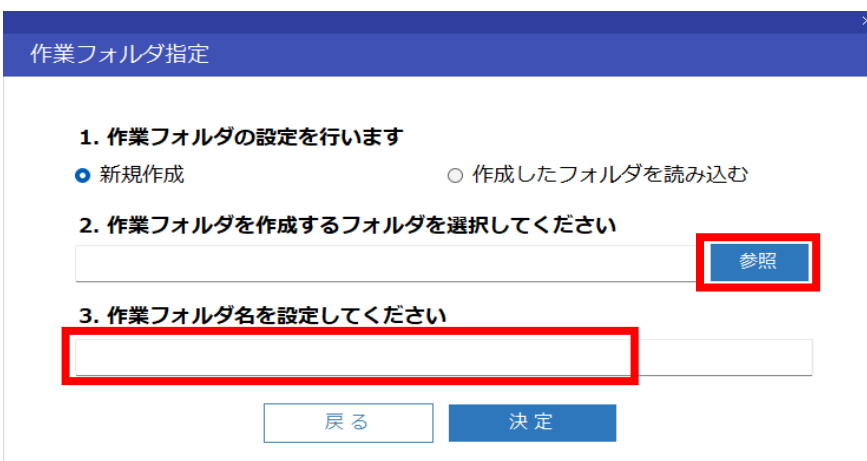 作業フォルダ指定
1. 作業フォルダの設定を行います
新規作成 作成したフォルダを読み込む
2. 作業フォルダを作成するフォルダを選択してください
参照
3. 作業フォルダ名を設定してください
戻る 決定